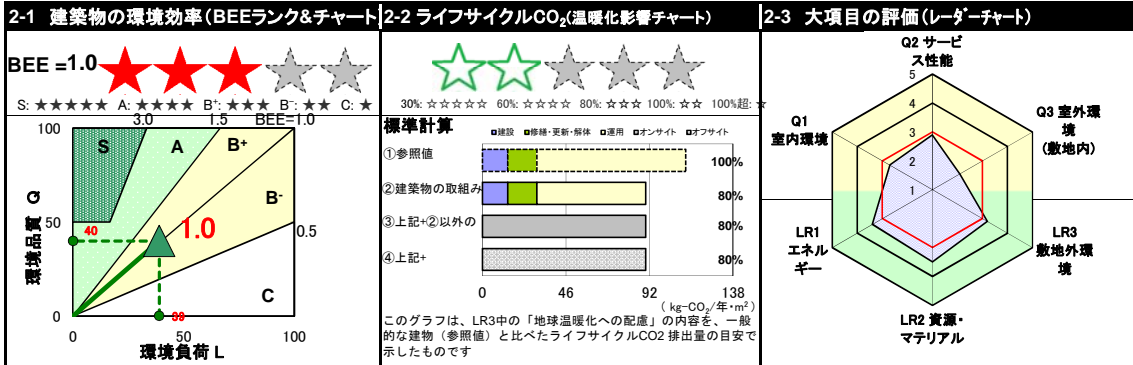 2-1 建築物の環境効率（BEEランク&チャート
BEE =1.0
S: ★★★★★ A: ★★★★ B⁺: ★★★ B⁻: ★★ C: ★
3.0 1.5 BEE=1.0
100
S
A
B⁺
B⁻
50
40
1.0
0.5
C
0
39
0 50 100
環境品質 Q
環境負荷 L
2-2 ライフサイクルCO₂(温暖化影響チャート)
30%: ☆☆☆☆☆ 60%: ☆☆☆☆ 80%: ☆☆☆ 100%: ☆☆ 100%超: ☆
標準計算
建設 修繕・更新・解体 運用 オンサイト オフサイト
①参照値 100%
②建築物の取組み 80%
③上記+②以外の 80%
④上記+ 80%
0 46 92 138
（ kg-CO₂/年・m²）
このグラフは、LR3中の「地球温暖化への配慮」の内容を、一般
的な建物（参照値）と比べたライフサイクルCO2 排出量の目安で
示したものです
2-3 大項目の評価（レーダーチャート）
Q2 サービ
ス性能
5
4
3
2
1
Q1
室内環境
Q3 室外環
境
（敷地内）
LR1
エネル
ギー
LR3
敷地外環
境
LR2 資源・
マテリアル